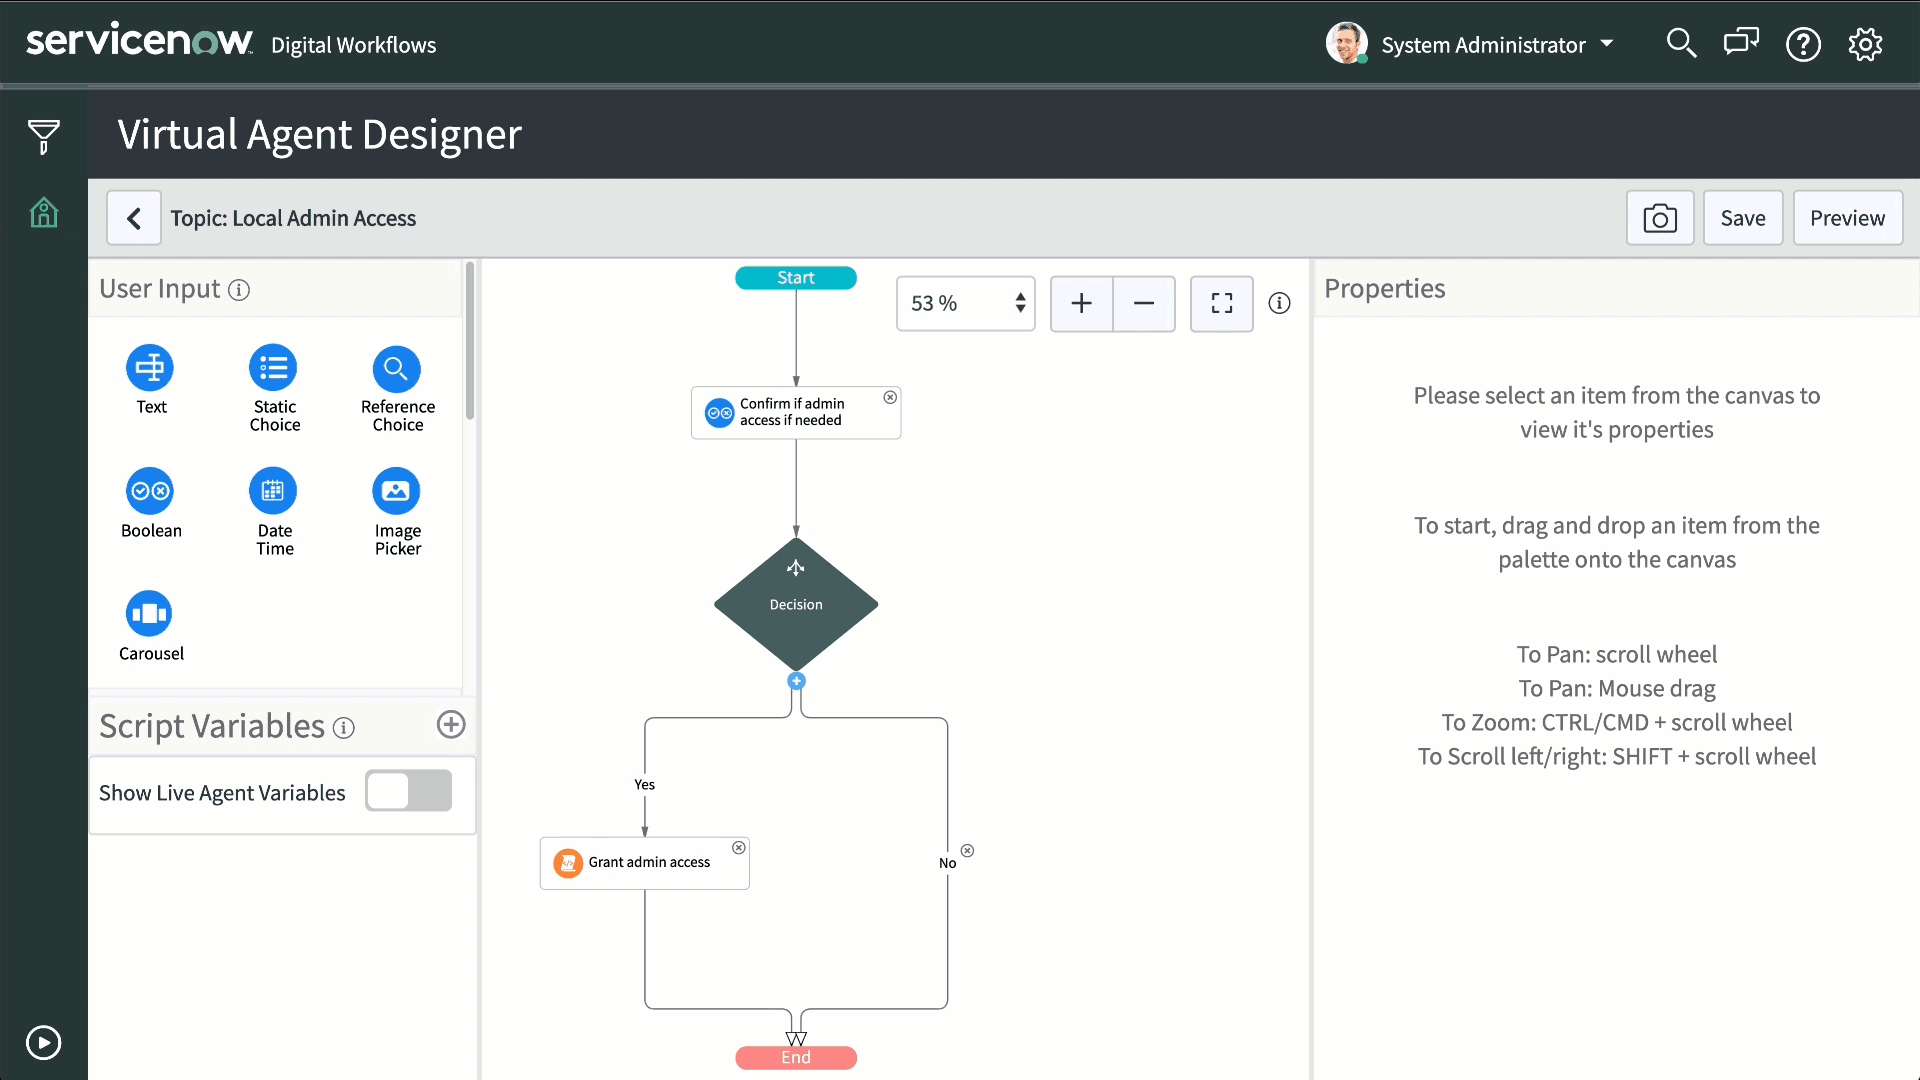 servicenow Digital Workflows
System Administrator
Virtual Agent Designer
Topic: Local Admin Access
Save
Preview
User Input
Text
Static
Choice
Reference
Choice
Boolean
Date
Time
Image
Picker
Carousel
Script Variables
Show Live Agent Variables
Start
53 %
Confirm if admin
access if needed
Decision
Yes
Grant admin access
No
End
Properties
Please select an item from the canvas to
view it's properties
To start, drag and drop an item from the
palette onto the canvas
To Pan: scroll wheel
To Pan: Mouse drag
To Zoom: CTRL/CMD + scroll wheel
To Scroll left/right: SHIFT + scroll wheel